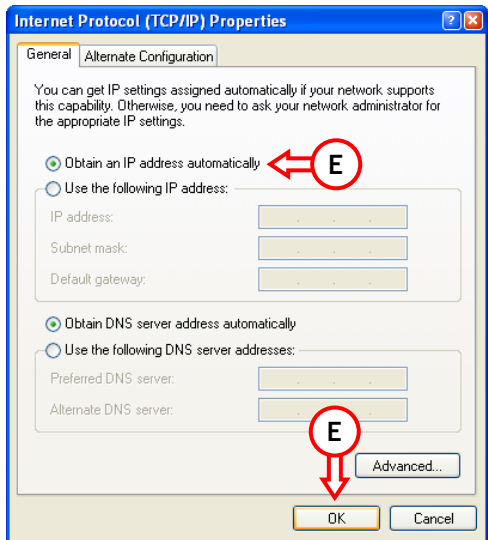 Internet Protocol (TCP/IP) Properties
General
Alternate Configuration
You can get IP settings assigned automatically if your network supports
this capability. Otherwise, you need to ask your network administrator for
the appropriate IP settings.
Obtain an IP address automatically
E
Use the following IP address:
IP address:
Subnet mask:
Default gateway:
Obtain DNS server address automatically
Use the following DNS server addresses:
Preferred DNS server:
Alternate DNS server:
E
Advanced...
OK
Cancel